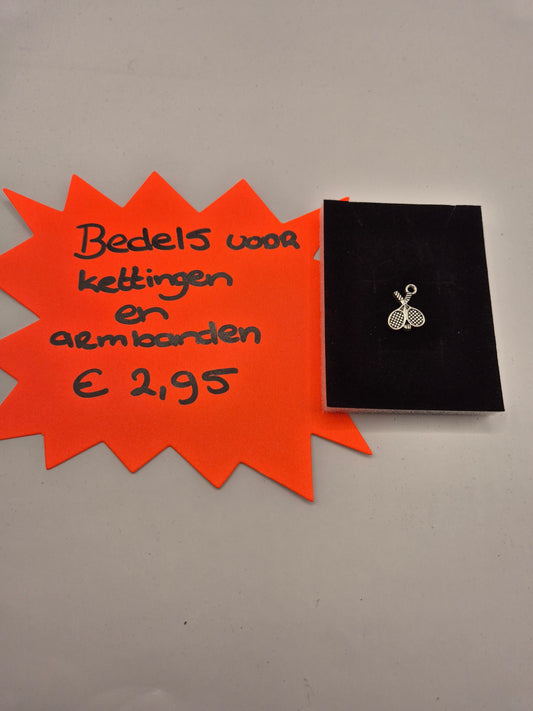 Bedels voor
kettingen
en
armbanden
€ 2,95